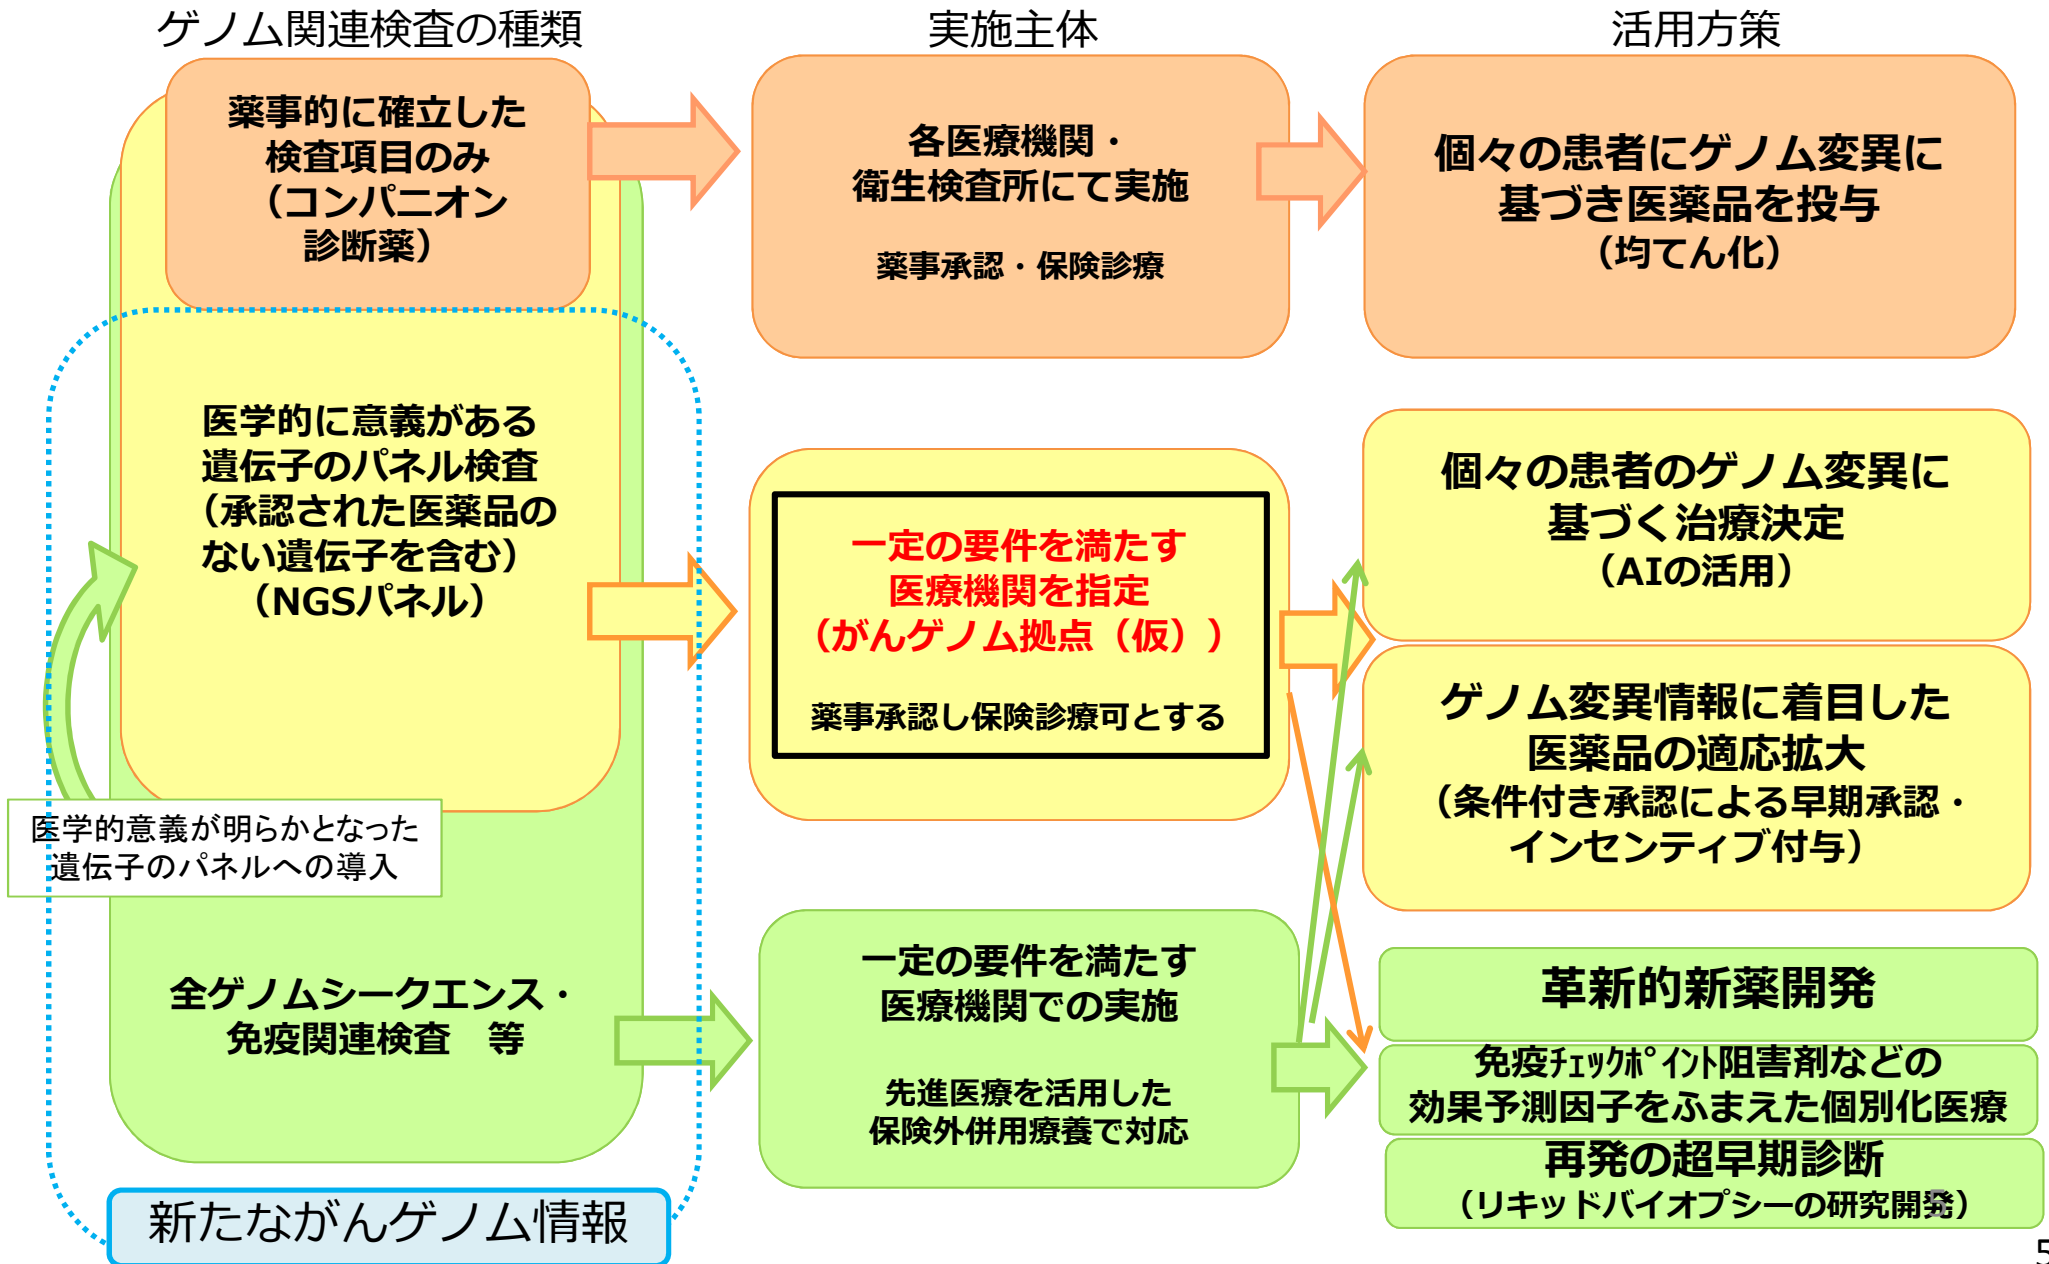 ゲノム関連検査の種類
実施主体
活用方策
薬事的に確立した
検査項目のみ
（コンパニオン
診断薬）
各医療機関・
衛生検査所にて実施
薬事承認・保険診療
個々の患者にゲノム変異に
基づき医薬品を投与
（均てん化）
医学的に意義がある
遺伝子のパネル検査
（承認された医薬品の
ない遺伝子を含む）
（NGSパネル）
一定の要件を満たす
医療機関を指定
（がんゲノム拠点（仮））
薬事承認し保険診療可とする
個々の患者のゲノム変異に
基づく治療決定
（AIの活用）
ゲノム変異情報に着目した
医薬品の適応拡大
（条件付き承認による早期承認・
インセンティブ付与）
医学的意義が明らかとなった
遺伝子のパネルへの導入
全ゲノムシークエンス・
免疫関連検査　等
一定の要件を満たす
医療機関での実施
先進医療を活用した
保険外併用療養で対応
革新的新薬開発
免疫ﾁｪｯｸﾎﾟｲﾝﾄ阻害剤などの
効果予測因子をふまえた個別化医療
再発の超早期診断
（リキッドバイオプシーの研究開発）
5
新たながんゲノム情報
5